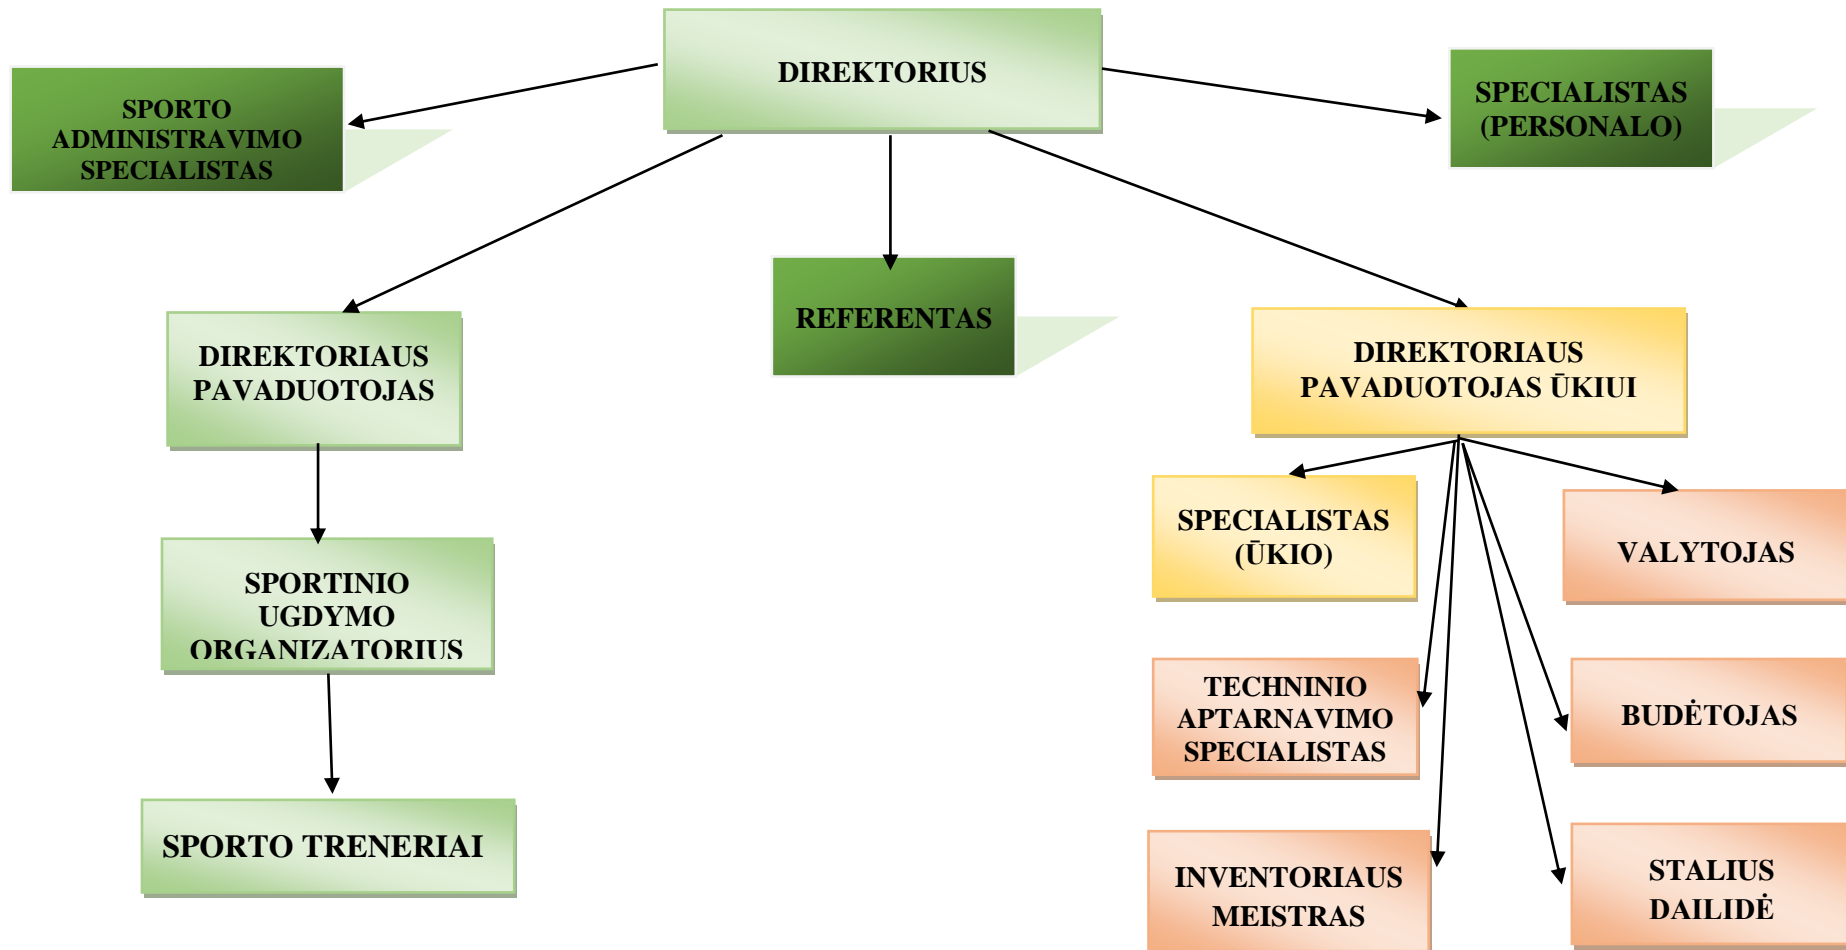 DIREKTORIUS
SPORTO
ADMINISTRAVIMO
SPECIALISTAS
SPECIALISTAS
(PERSONALO)
REFERENTAS
DIREKTORIAUS
PAVADUOTOJAS
DIREKTORIAUS
PAVADUOTOJAS ŪKIUI
SPORTINIO
UGDYMO
ORGANIZATORIUS
SPECIALISTAS
(ŪKIO)
VALYTOJAS
TECHNINIO
APTARNAVIMO
SPECIALISTAS
BUDĖTOJAS
SPORTO TRENERIAI
INVENTORIAUS
MEISTRAS
STALIUS
DAILIDĖ